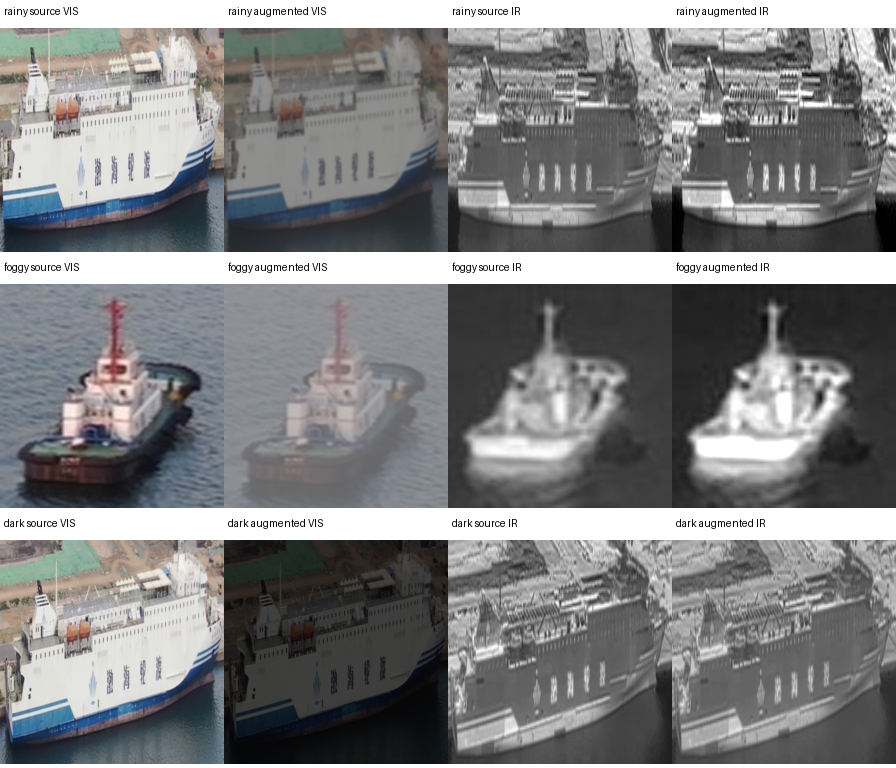 rainy source VIS
rainy augmented VIS
rainy source IR
rainy augmented IR
foggy source VIS
foggy augmented VIS
foggy source IR
foggy augmented IR
dark source VIS
dark augmented VIS
dark source IR
dark augmented IR